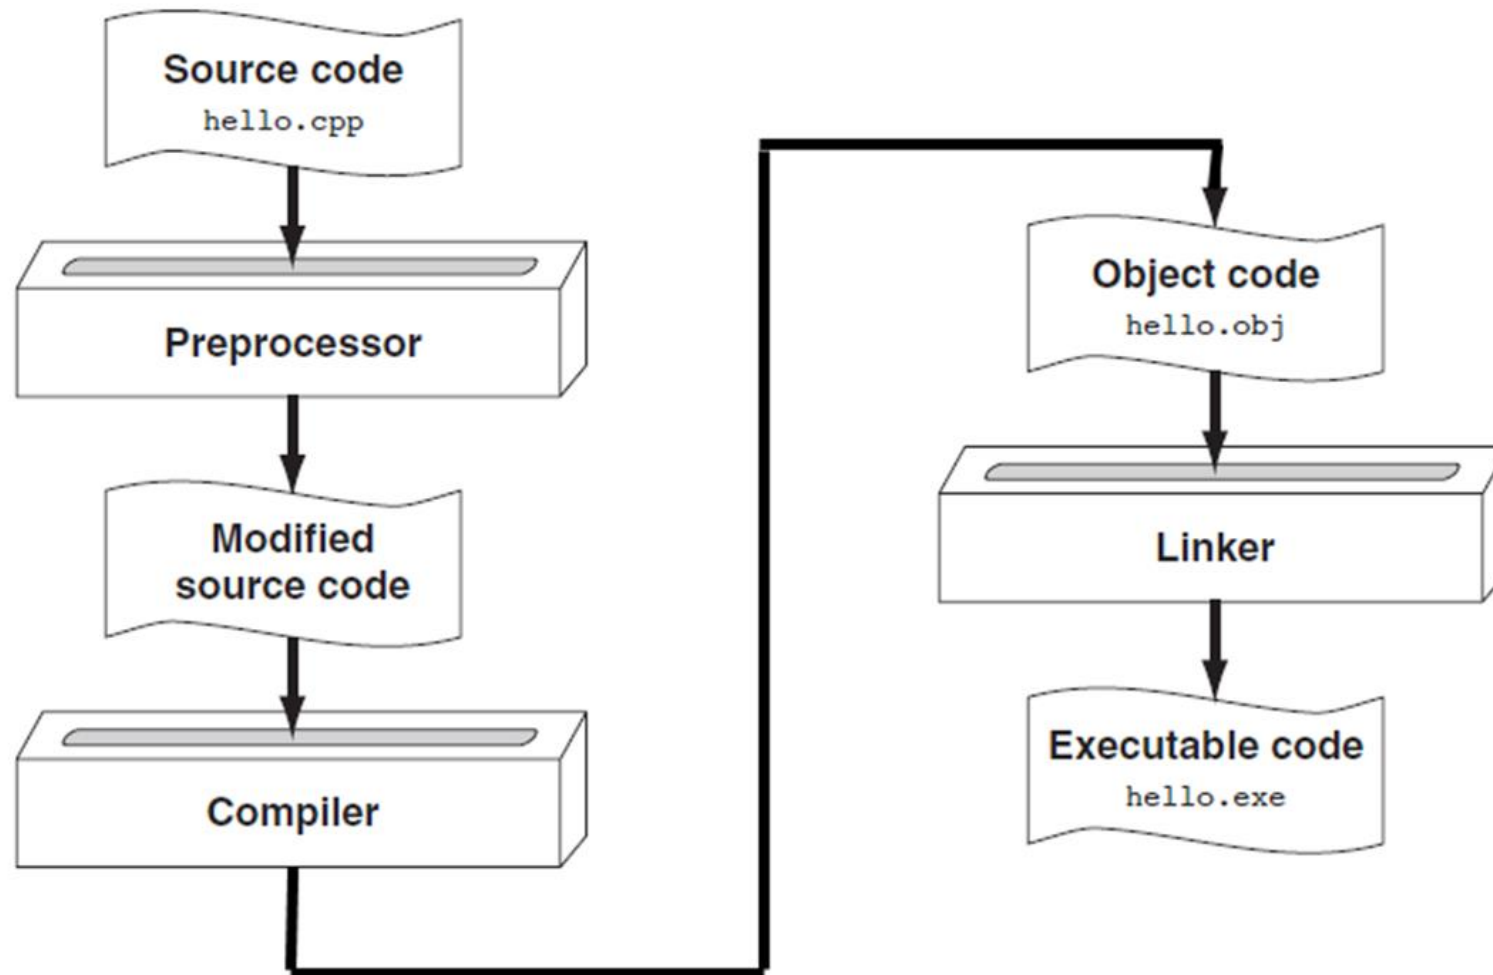 Source code
hello.cpp
Preprocessor
Modified
source code
Compiler
Object code
hello.obj
Linker
Executable code
hello.exe